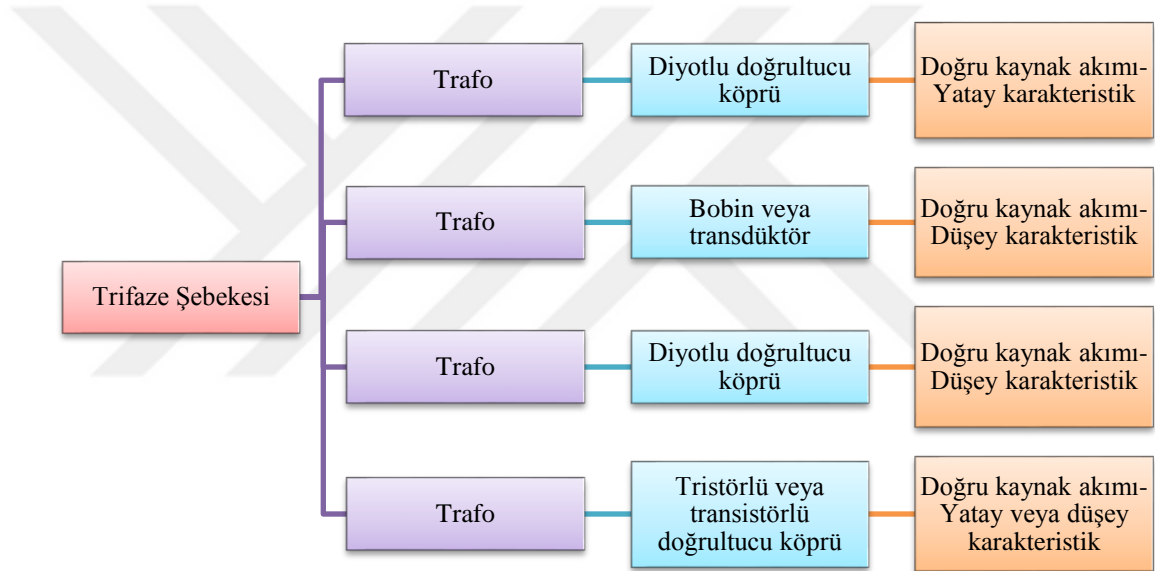 Trifaze Şebekesi
Trafo
Diyotlu doğrultucu
köprü
Doğru kaynak akımı-
Yatay karakteristik
Trafo
Bobin veya
transdüktör
Doğru kaynak akımı-
Düşey karakteristik
Trafo
Diyotlu doğrultucu
köprü
Doğru kaynak akımı-
Düşey karakteristik
Trafo
Tristörlü veya
transistörlü
doğrultucu köprü
Doğru kaynak akımı-
Yatay veya düşey
karakteristik